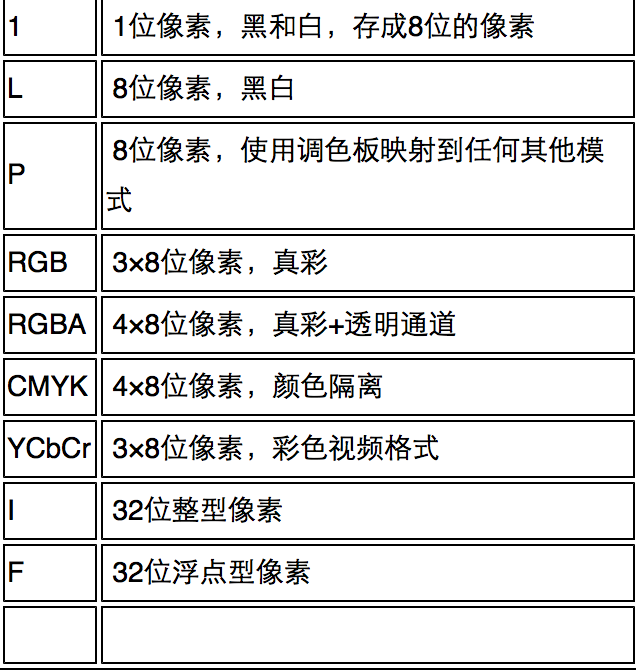 1 1位像素，黑和白，存成8位的像素
L 8位像素，黑白
P 8位像素，使用调色板映射到任何其他模
式
RGB 3×8位像素，真彩
RGBA 4×8位像素，真彩+透明通道
CMYK 4×8位像素，颜色隔离
YCbCr 3×8位像素，彩色视频格式
I 32位整型像素
F 32位浮点型像素